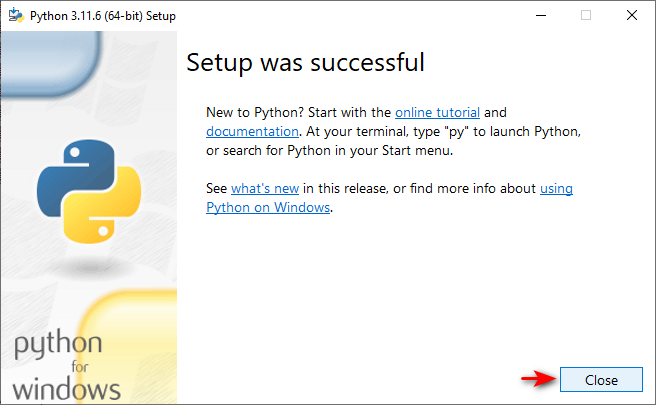 Python 3.11.6 (64-bit) Setup
Setup was successful
New to Python? Start with the online tutorial and
documentation. At your terminal, type "py" to launch Python,
or search for Python in your Start menu.
See what's new in this release, or find more info about using
Python on Windows.
python
for
windows
Close